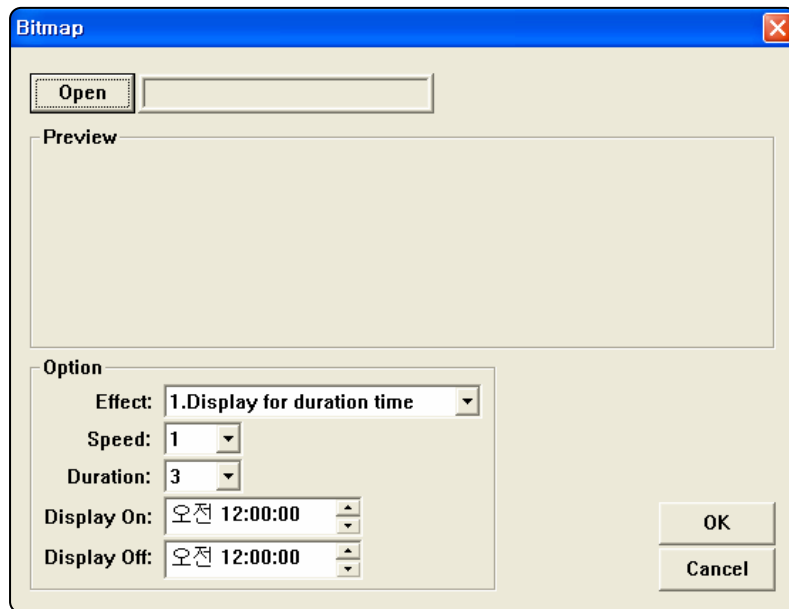 Bitmap
Open
Preview
Option
Effect: 1.Display for duration time
Speed: 1
Duration: 3
Display On: 오전 12:00:00
Display Off: 오전 12:00:00
OK
Cancel